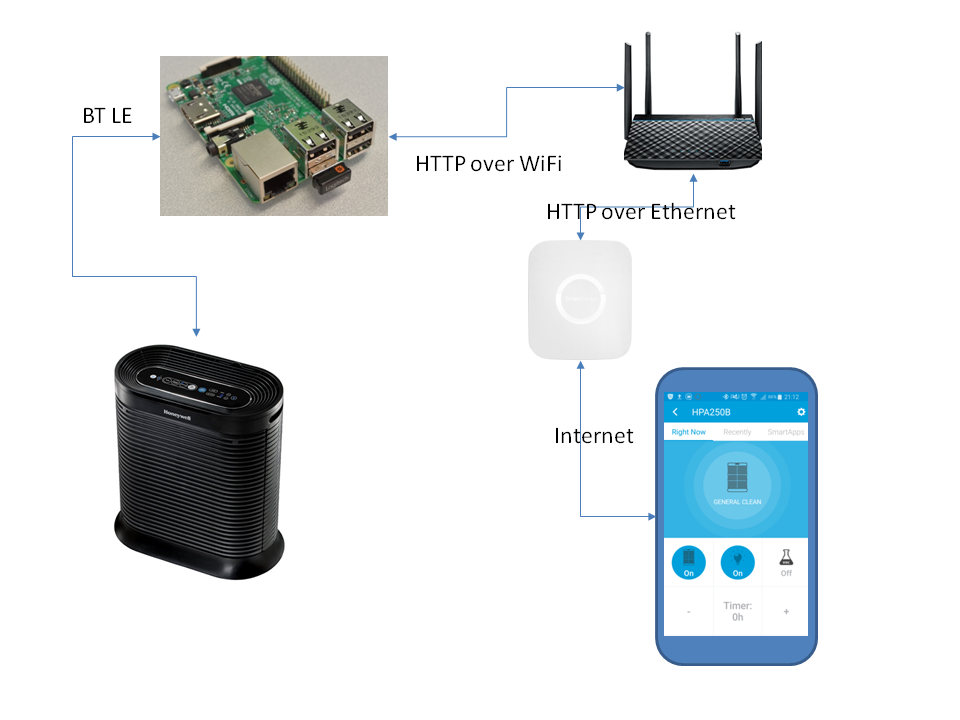 BT LE
HTTP over WiFi
HTTP over Ethernet
Honeywell
Internet
21:12
HPA250B
Right Now
Recently
SmartApps
GENERAL CLEAN
On
On
Off
-
Timer:
0h
+